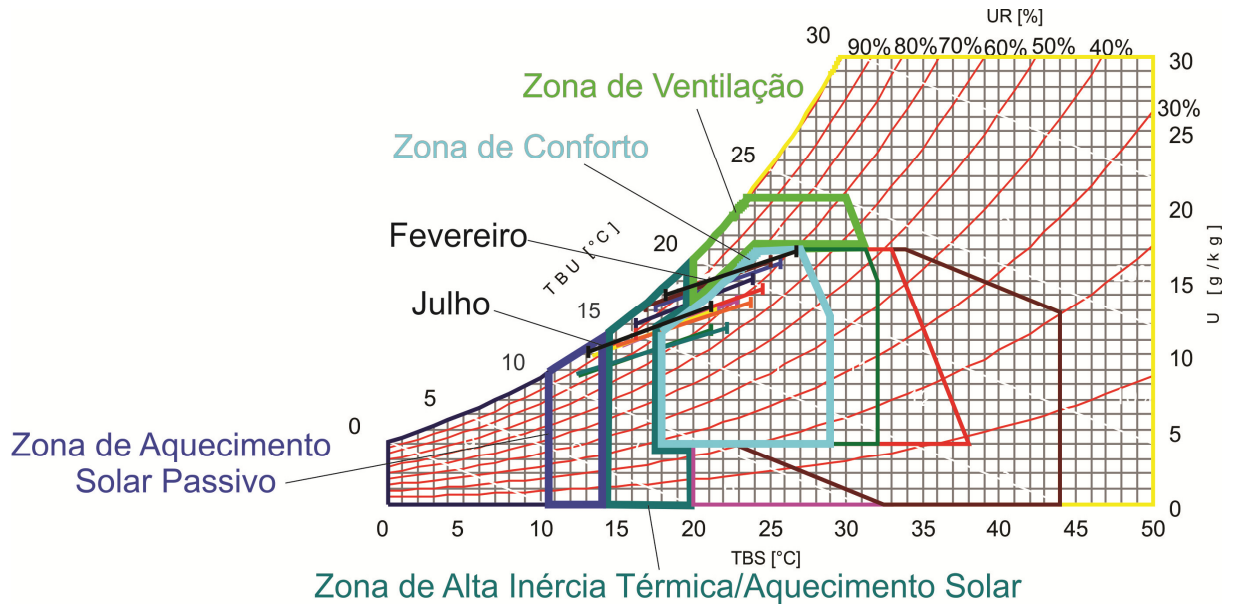 UR [%]
30
90% 80% 70% 60% 50% 40%
30
Zona de Ventilação
30%
25
Zona de Conforto
25
Fevereiro
20
20
TBU [°C]
Julho
15
15
U [g/kg]
10
10
5
0
5
Zona de Aquecimento
Solar Passivo
0
0 5 10 15 20 25 30 35 40 45 50
TBS [°C]
Zona de Alta Inércia Térmica/Aquecimento Solar